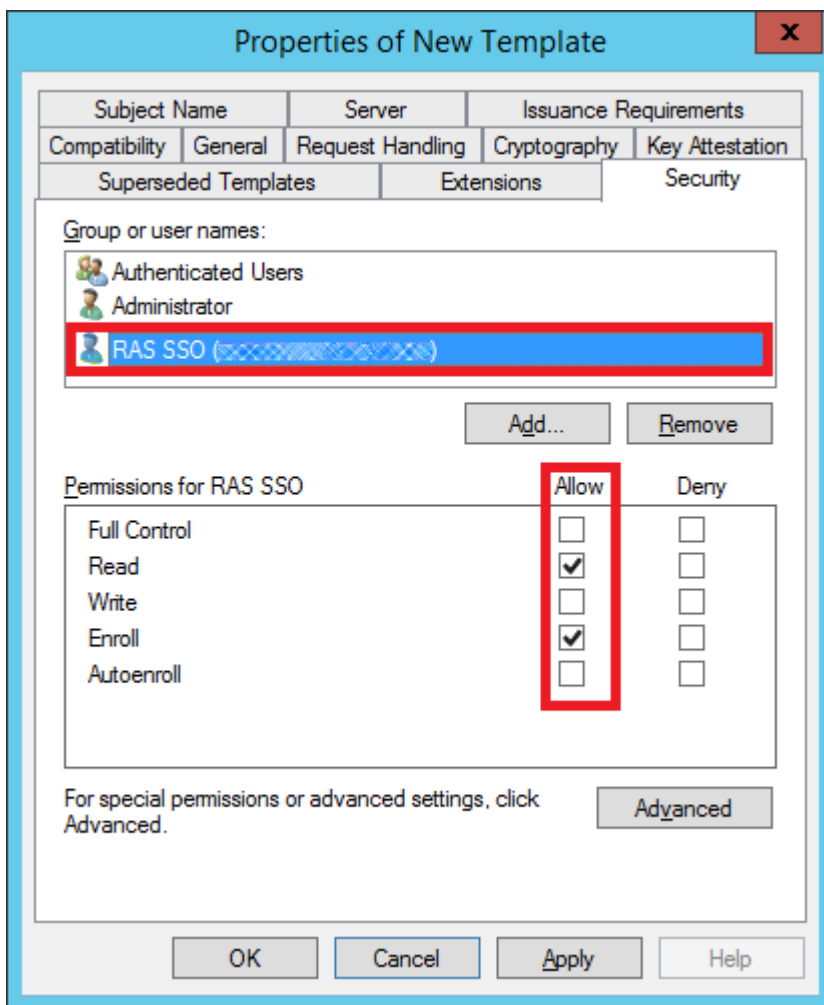 Properties of New Template
x
Subject Name Server Issuance Requirements
Compatibility General Request Handling Cryptography Key Attestation
Superseded Templates Extensions Security
Group or user names:
Authenticated Users
Administrator
RAS SSO (
)
Add... Remove
Permissions for RAS SSO Allow Deny
Full Control
Read
Write
Enroll
Autoenroll
For special permissions or advanced settings, click Advanced
Advanced.
OK Cancel Apply Help